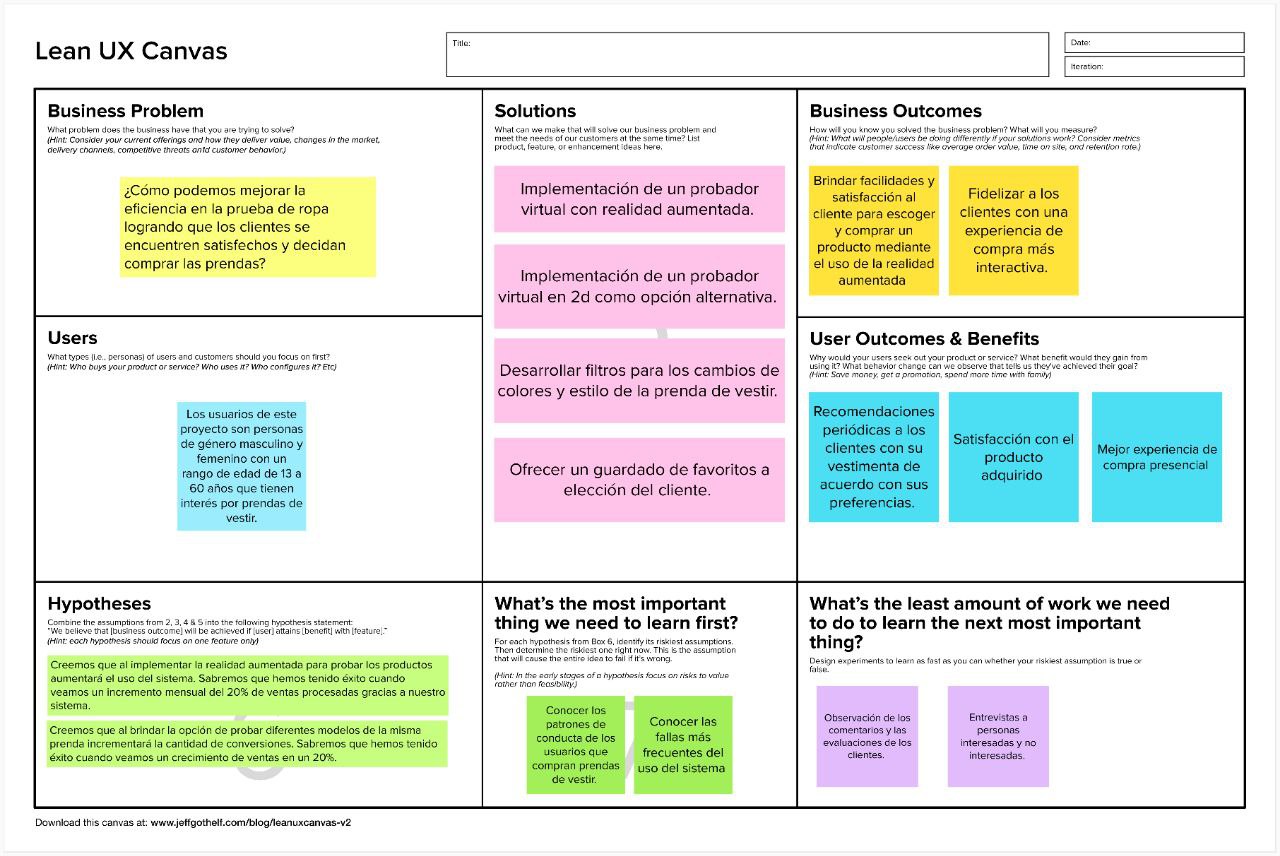 Lean UX Canvas
Title:
Date:
Iteration:
Business Problem
What problem does the business have that you are trying to solve?
(Hint: Consider your current offerings and how they deliver value, changes in the market,
delivery channels, competitive threats anfd customer behavior.)
¿Cómo podemos mejorar la
eficiencia en la prueba de ropa
logrando que los clientes se
encuentren satisfechos y decidan
comprar las prendas?
Users
What types (i.e., personas) of users and customers should you focus on first?
(Hint: Who buys your product or service? Who uses it? Who configures it? Etc)
Los usuarios de este
proyecto son personas
de género masculino y
femenino con un
rango de edad de 13 a
60 años que tienen
interés por prendas de
vestir.
Solutions
What can we make that will solve our business problem and
meet the needs of our customers at the same time? List
product, feature, or enhancement ideas here.
Implementación de un probador
virtual con realidad aumentada.
Implementación de un probador
virtual en 2d como opción alternativa.
Desarrollar filtros para los cambios de
colores y estilo de la prenda de vestir.
Ofrecer un guardado de favoritos a
elección del cliente.
Business Outcomes
How will you know you solved the business problem? What will you measure?
(Hint: What will people/users be doing differently if your solutions work? Consider metrics
that indicate customer success like average order value, time on site, and retention rate.)
Brindar facilidades y
satisfacción al
cliente para escoger
y comprar un
producto mediante
el uso de la realidad
aumentada
Fidelizar a los
clientes con una
experiencia de
compra más
interactiva.
User Outcomes & Benefits
Why would your users seek out your product or service? What benefit would they gain from
using it? What behavior change can we observe that tells us they've achieved their goal?
(Hint: Save money, get a promotion, spend more time with family)
Recomendaciones
periódicas a los
clientes con su
vestimenta de
acuerdo con sus
preferencias.
Satisfacción con el
producto
adquirido
Mejor experiencia de
compra presencial
Hypotheses
Combine the assumptions from 2, 3, 4 & 5 into the following hypothesis statement:
"We believe that [business outcome] will be achieved if [user] attains [benefit] with [feature]."
(Hint: each hypothesis should focus on one feature only)
Creemos que al implementar la realidad aumentada para probar los productos
aumentará el uso del sistema. Sabremos que hemos tenido éxito cuando
veamos un incremento mensual del 20% de ventas procesadas gracias a nuestro
sistema.
Creemos que al brindar la opción de probar diferentes modelos de la misma
prenda incrementará la cantidad de conversiones. Sabremos que hemos tenido
éxito cuando veamos un crecimiento de ventas en un 20%.
What's the most important
thing we need to learn first?
For each hypothesis from Box 6, identify its riskiest assumptions.
Then determine the riskiest one right now. This is the assumption
that will cause the entire idea to fail if it's wrong.
(Hint: In the early stages of a hypothesis focus on risks to value
rather than feasibility.)
Conocer los
patrones de
conducta de los
usuarios que
compran prendas
de vestir.
Conocer las
fallas más
frecuentes del
uso del sistema
What's the least amount of work we need
to do to learn the next most important
thing?
Design experiments to learn as fast as you can whether your riskiest assumption is true or
false.
Observación de los
comentarios y las
evaluaciones de los
clientes.
Entrevistas a
personas
interesadas y no
interesadas.
Download this canvas at: www.jeffgothelf.com/blog/leanuxcanvas-v2